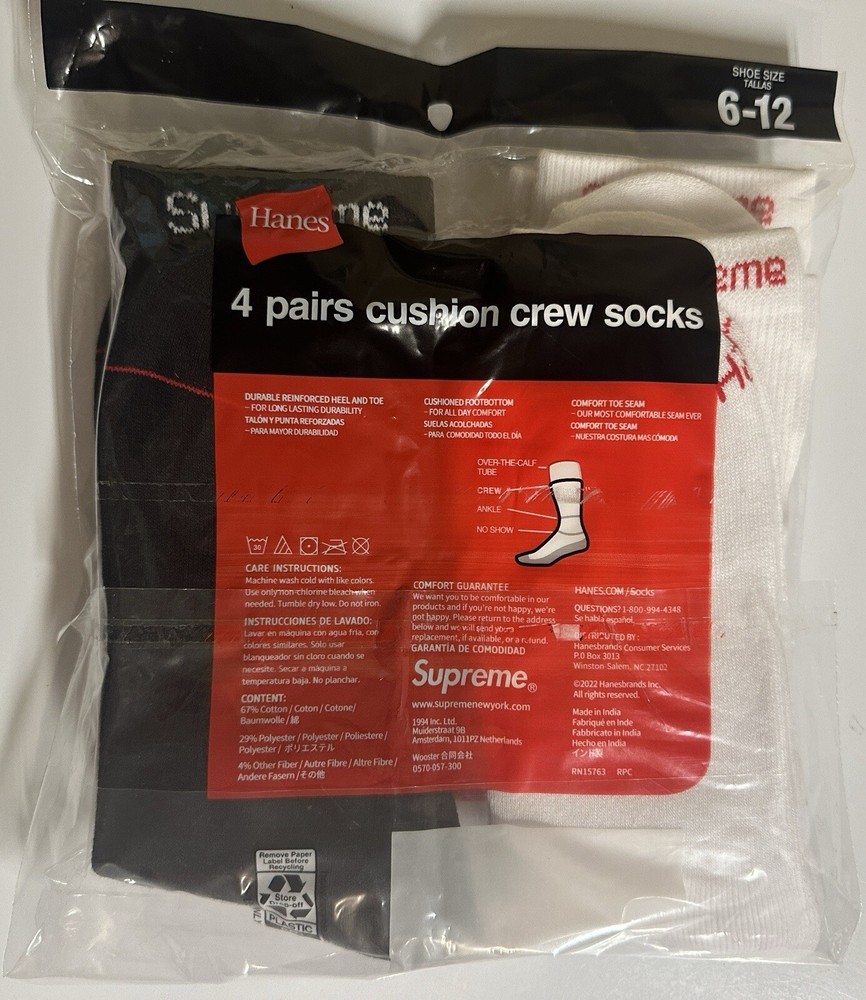 SHOE SIZE
TALLAS
6-12
Hanes
eme
4 pairs cushion crew socks
DURABLE REINFORCED HEEL AND TOE
– FOR LONG LASTING DURABILITY
TALÓN Y PUNTA REFORZADAS
–PARA MAYOR DURABILIDAD
CUSHIONED FOOTBOTTOM
– FOR ALL DAY COMFORT
SUELAS ACOLCHADAS
–PARA COMODIDAD TODO EL DÍA
COMFORT TOE SEAM
– OUR MOST COMFORTABLE SEAM EVER
COMFORT TOE SEAM
–NUESTRA COSTURA MAS CÓMODA
OVER-THE-CALF
TUBE
CREW
ANKLE
NO SHOW
30
CARE INSTRUCTIONS:
Machine wash cold with like colors.
Use only non-chlorine bleach when
needed. Tumble dry low. Do not iron.
INSTRUCCIONES DE LAVADO:
Lavar en máquina con agua fría, con
colores similares. Sólo usar
blanqueador sin cloro cuando se
necesite. Secar a máquina a
temperatura baja. No planchar.
CONTENT:
67% Cotton / Coton / Cotone/
Baumwolle / 綿
29% Polyester / Polyester / Poliestere /
Polyester / ポリエステル
4% Other Fiber / Autre Fibre / Altre Fibre /
Andere Fasern /その他
COMFORT GUARANTEE
We want you to be comfortable in our
products and if you're not happy, we're
not happy. Please return to the address
below and we will send you
replacement, if available, or a refund.
GARANTÍA DE COMODIDAD
Supreme®
www.supremenewyork.com
1994 Inc. Ltd.
Muiderstraat 9B
Amsterdam, 1011PZ Netherlands
Wooster 合同会社
0570-057-300
HANES.COM /Socks
QUESTIONS? 1-800-994-4348
Se habla español.
DISTRIBUTED BY:
Hanesbrands Consumer Services
P.O Box 3013
Winston-Salem, NC 27102
©2022 Hanesbrands Inc.
All rights reserved.
Made in India
Fabriqué en Inde
Fabbricato in India
Hecho en India
インド製
RN15763 RPC
Remove Paper
Label Before
Recycling
Store
Drop-off
PLASTIC